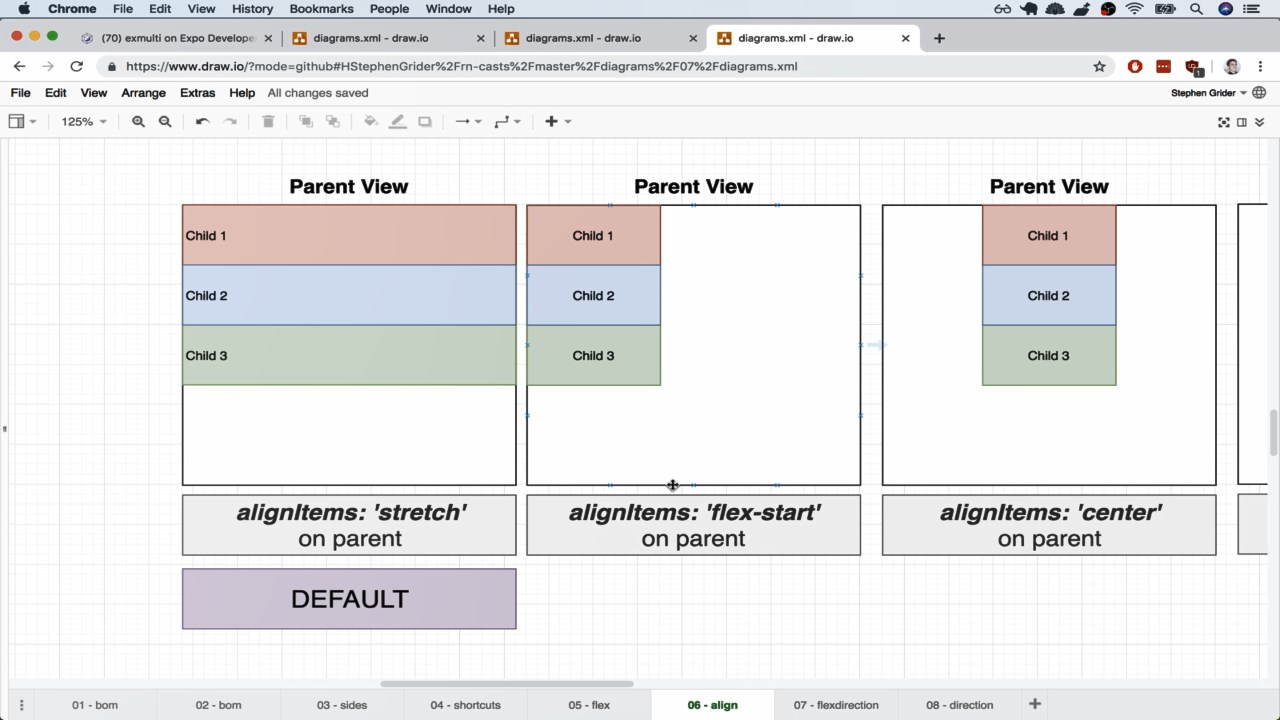 Chrome File Edit View History Bookmarks People Window Help
(70) exmulti on Expo Develope
diagrams.xml - draw.io
diagrams.xml - draw.io
diagrams.xml - draw.io
https://www.draw.io/?mode=github#HStephenGrider%2Frn-casts%2Fmaster%2Fdiagrams%2F07%2Fdiagrams.xml
1
File Edit View Arrange Extras Help All changes saved
Stephen Grider
125%
Parent View
Child 1
Child 2
Child 3
alignItems: 'stretch'
on parent
DEFAULT
Parent View
Child 1
Child 2
Child 3
alignItems: 'flex-start'
on parent
Parent View
Child 1
Child 2
Child 3
alignItems: 'center'
on parent
01 - bom
02 - bom
03 - sides
04 - shortcuts
05 - flex
06 - align
07 - flexdirection
08 - direction